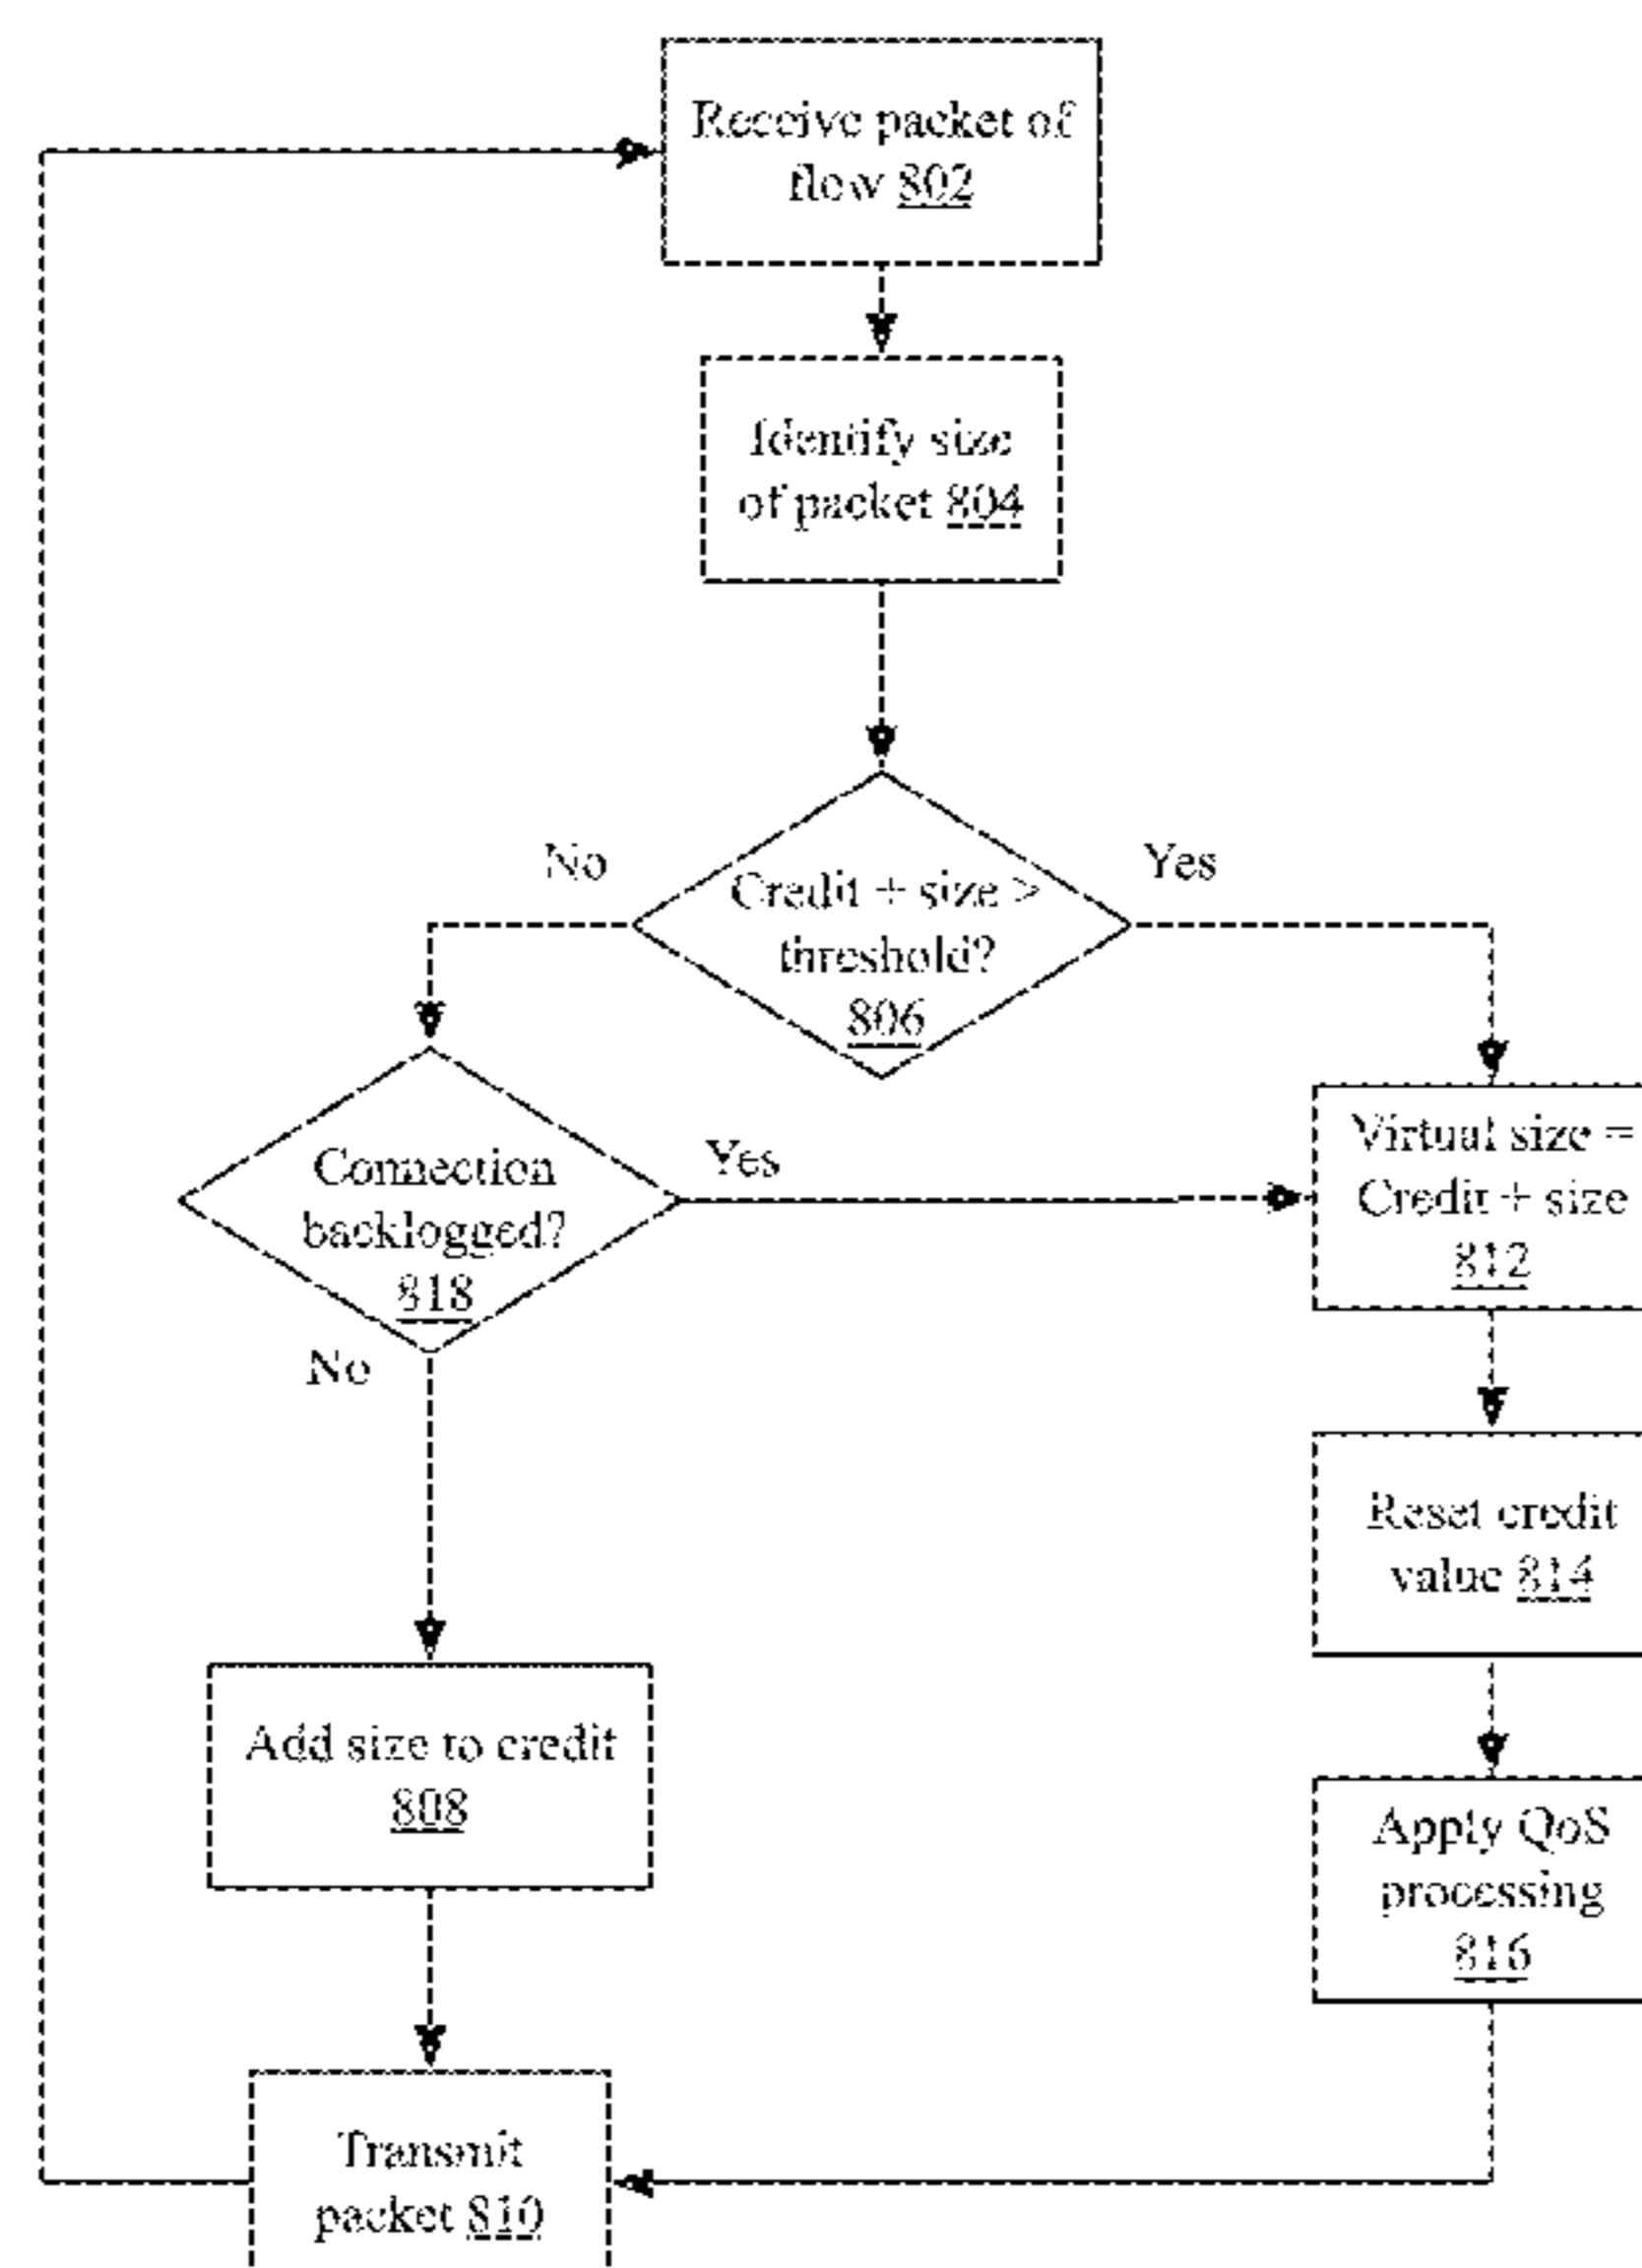 Receive packet of
flow 802
Identify size
of packet 804
No
Yes
Credit + size >
threshold?
806
Connection
backlogged?
818
Yes
No
Virtual size =
Credit + size
812
Reset credit
value 814
Add size to credit
808
Apply QoS
processing
816
Transmit
packet 810